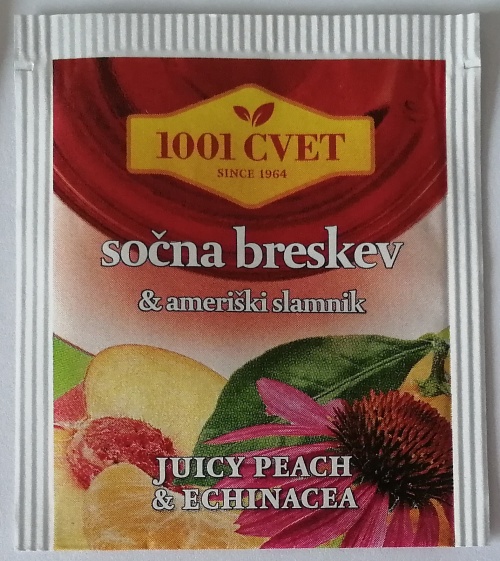 1001 CVET
SINCE 1964
sočna breskev
& ameriški slamnik
JUICY PEACH
& ECHINACEA